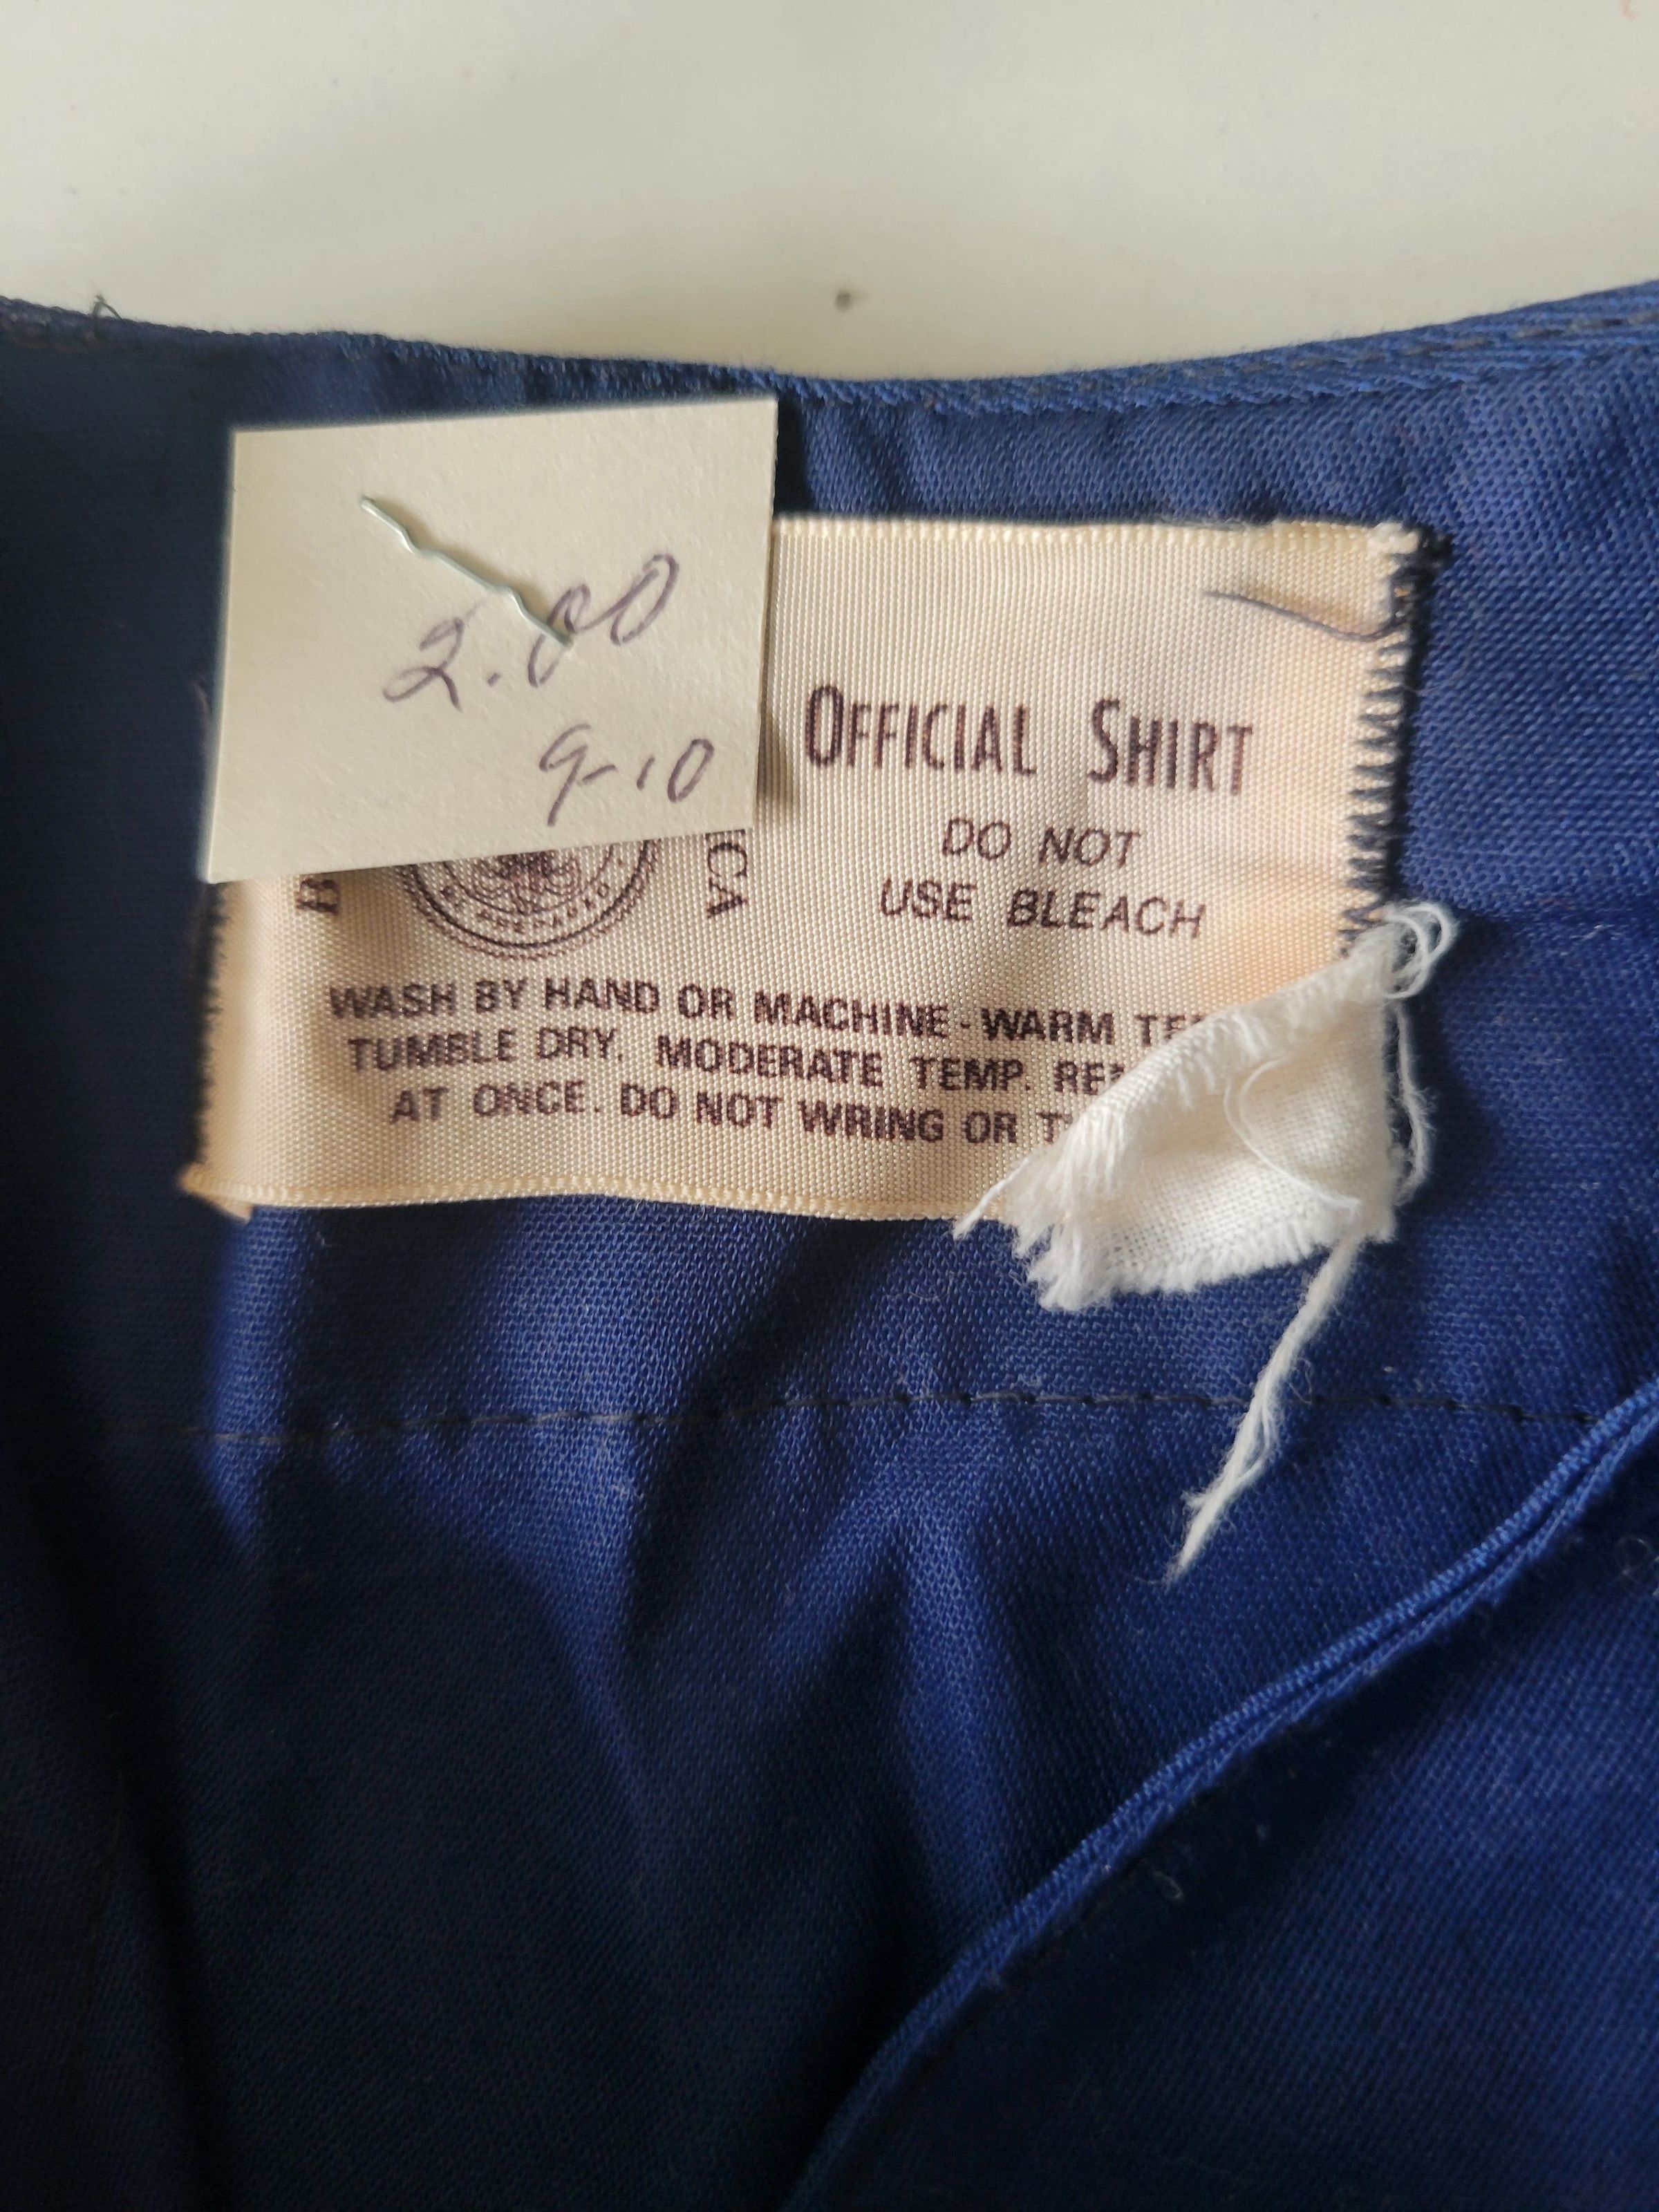 2.00
9-10
OFFICIAL SHIRT
DO NOT
USE BLEACH
WASH BY HAND OR MACHINE - WARM
TUMBLE DRY. MODERATE TEMP.
AT ONCE. DO NOT WRING OR